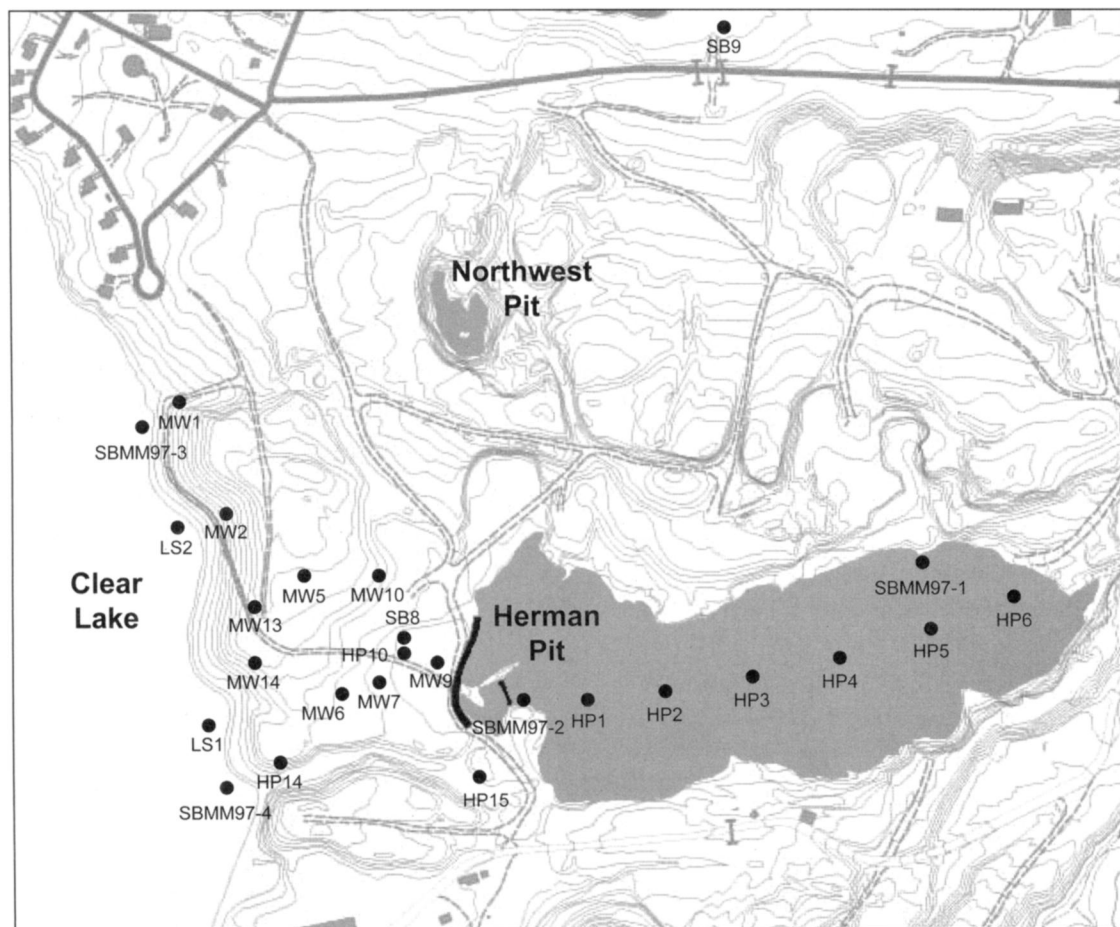 SB9
Northwest
Pit
MW1
SBMM97-3
MW2
LS2
Clear
Lake
MW5
MW10
SBMM97-1
MW13
SB8
Herman
Pit
HP6
HP10
HP5
MW14
MW9
HP4
MW7
HP3
MW6
SBMM97-2
HP1
HP2
LS1
HP14
HP15
SBMM97-4